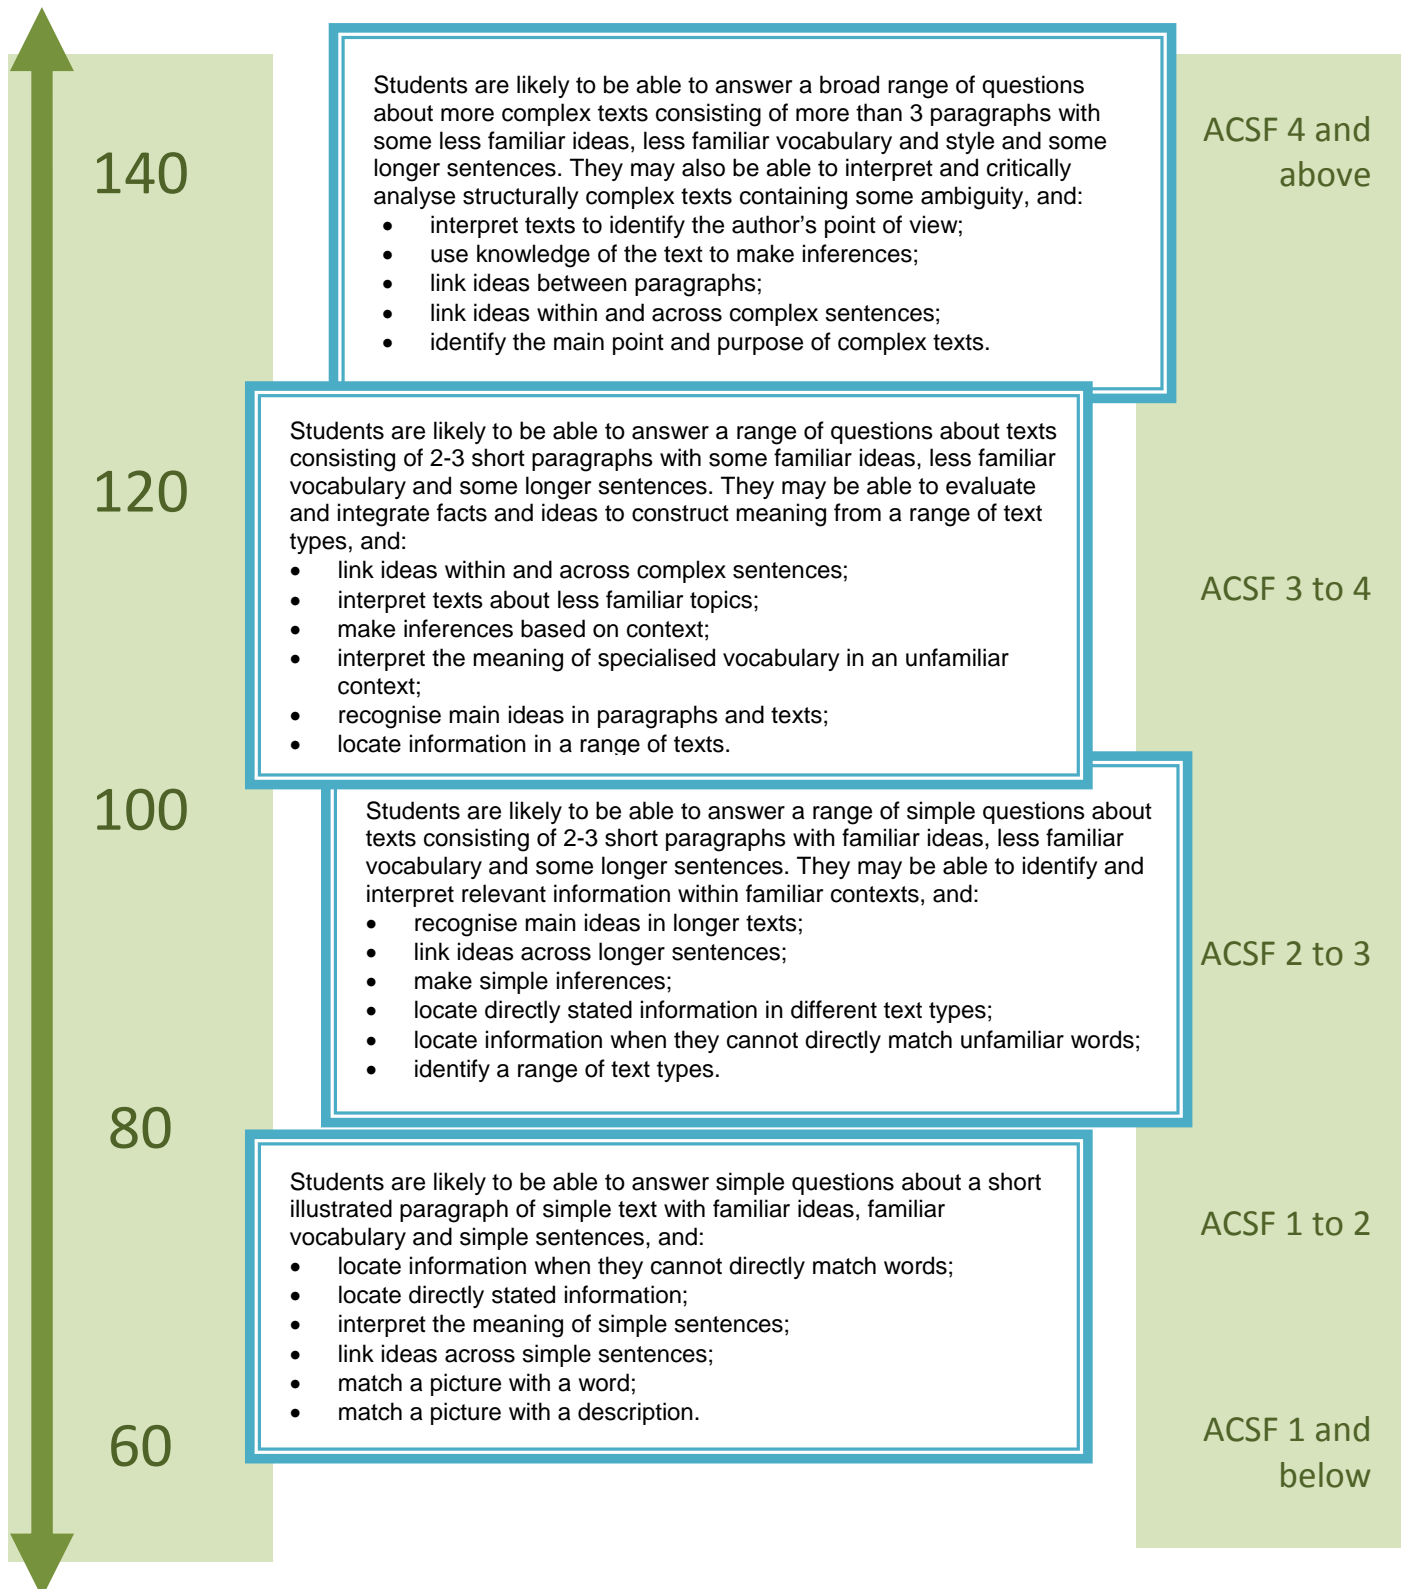 Students are likely to be able to answer a broad range of questions
about more complex texts consisting of more than 3 paragraphs with
some less familiar ideas, less familiar vocabulary and style and some
longer sentences. They may also be able to interpret and critically
analyse structurally complex texts containing some ambiguity, and:
• interpret texts to identify the author’s point of view;
• use knowledge of the text to make inferences;
• link ideas between paragraphs;
• link ideas within and across complex sentences;
• identify the main point and purpose of complex texts.
140
ACSF 4 and
above
Students are likely to be able to answer a range of questions about texts
consisting of 2-3 short paragraphs with some familiar ideas, less familiar
vocabulary and some longer sentences. They may be able to evaluate
and integrate facts and ideas to construct meaning from a range of text
types, and:
• link ideas within and across complex sentences;
• interpret texts about less familiar topics;
• make inferences based on context;
• interpret the meaning of specialised vocabulary in an unfamiliar
context;
• recognise main ideas in paragraphs and texts;
• locate information in a range of texts.
120
ACSF 3 to 4
100
Students are likely to be able to answer a range of simple questions about
texts consisting of 2-3 short paragraphs with familiar ideas, less familiar
vocabulary and some longer sentences. They may be able to identify and
interpret relevant information within familiar contexts, and:
• recognise main ideas in longer texts;
• link ideas across longer sentences;
• make simple inferences;
• locate directly stated information in different text types;
• locate information when they cannot directly match unfamiliar words;
• identify a range of text types.
ACSF 2 to 3
80
Students are likely to be able to answer simple questions about a short
illustrated paragraph of simple text with familiar ideas, familiar
vocabulary and simple sentences, and:
• locate information when they cannot directly match words;
• locate directly stated information;
• interpret the meaning of simple sentences;
• link ideas across simple sentences;
• match a picture with a word;
• match a picture with a description.
ACSF 1 to 2
60
ACSF 1 and
below